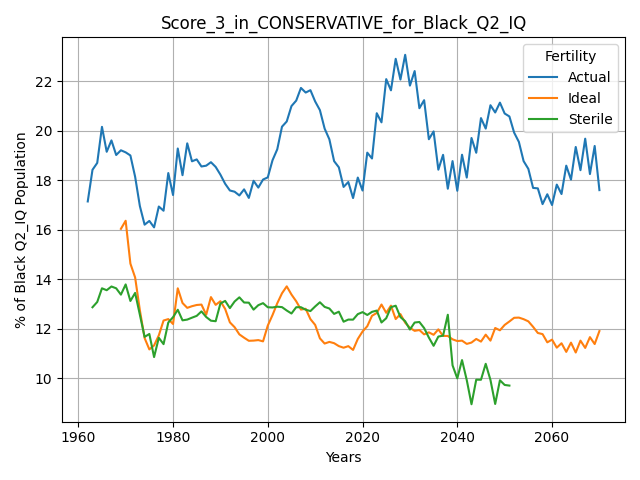 Score_3_in_CONSERVATIVE_for_Black_Q2_IQ
% of Black Q2_IQ Population
22
20
18
16
14
12
10
Fertility
Actual
Ideal
Sterile
1960
1980
2000
2020
2040
2060
Years